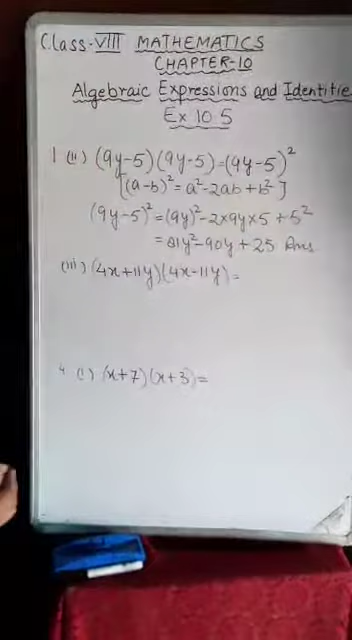 Class-VIII MATHEMATICS
CHAPTER-10
Algebraic Expressions and Identitie
Ex 10.5
1 (ii) (9y-5)(9y-5)=(9y-5)²
[(a-b)²=a²-2ab+b²]
(9y-5)²=(9y)²-2×9y×5+5²
=81y²-90y+25 Ans
(iii) (4x+11y)(4x-11y)=
4 (i) (x+7)(x+3)=